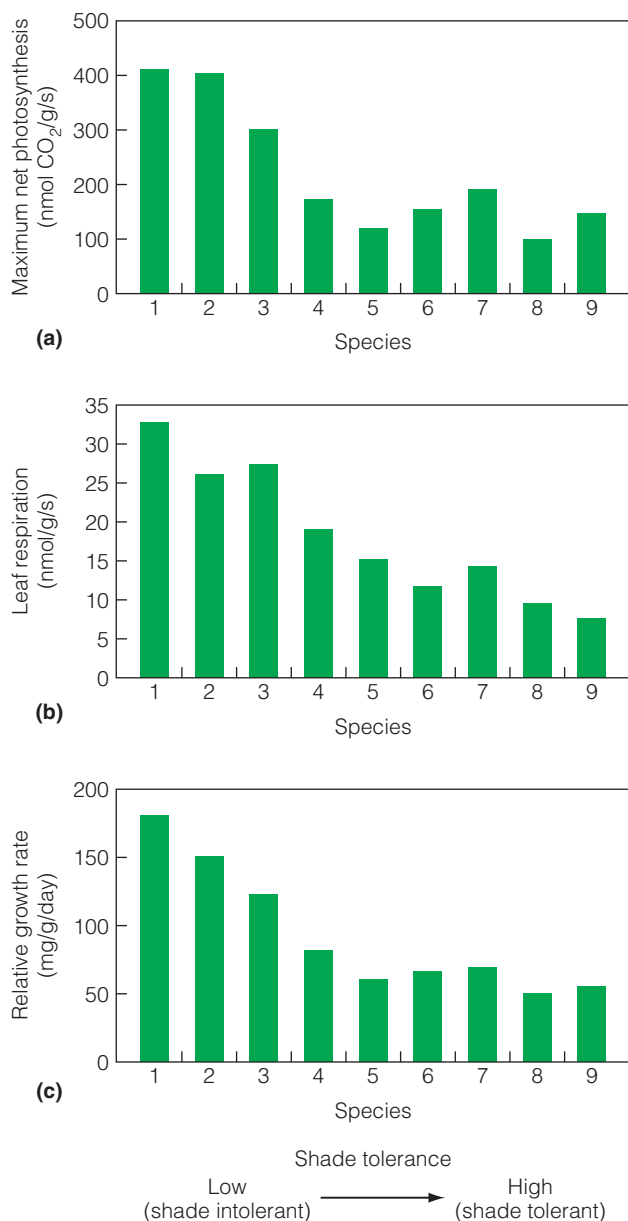 500
400
300
200
100
0
Maximum net photosynthesis
(nmol CO₂/g/s)
1 2 3 4 5 6 7 8 9
Species
(a)
35
30
25
20
15
10
5
0
Leaf respiration
(nmol/g/s)
1 2 3 4 5 6 7 8 9
Species
(b)
200
150
100
50
0
Relative growth rate
(mg/g/day)
1 2 3 4 5 6 7 8 9
Species
(c)
Shade tolerance
Low High
(shade intolerant) (shade tolerant)